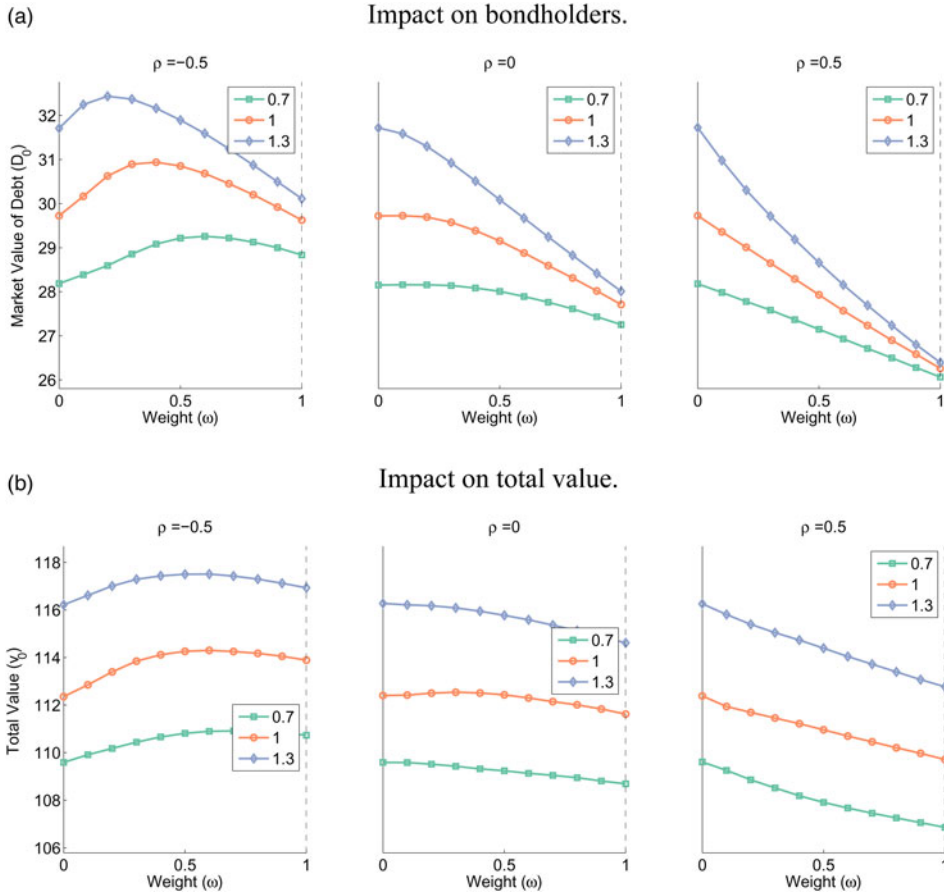 (a)
Impact on bondholders.
ρ =−0.5
ρ =0
ρ =0.5
Market Value of Debt (D0)
32
31
30
29
28
27
26
0.7
1
1.3
0.7
1
1.3
0.7
1
1.3
0 0.5 1
0 0.5 1
0 0.5 1
Weight (ω)
Weight (ω)
Weight (ω)
(b)
Impact on total value.
ρ =−0.5
ρ =0
ρ =0.5
Total Value (v0)
118
116
114
112
110
108
106
0.7
1
1.3
0.7
1
1.3
0.7
1
1.3
0 0.5 1
0 0.5 1
0 0.5 1
Weight (ω)
Weight (ω)
Weight (ω)